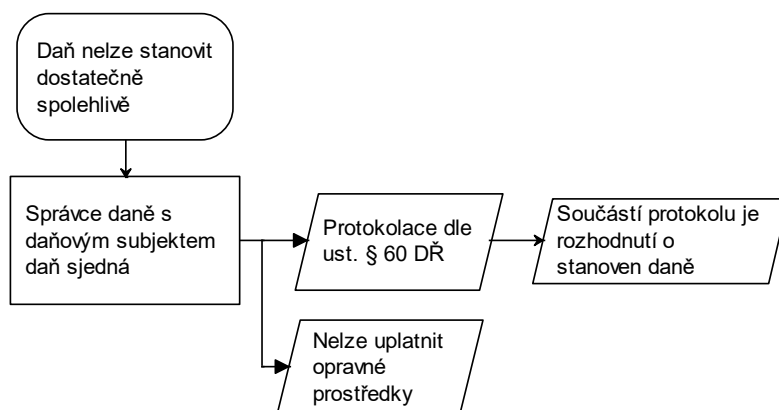 Daň nelze stanovit
dostatečně
spolehlivě
Správce daně s
daňovým subjektem
daň sjedná
Protokolace dle
ust. § 60 DŘ
Součástí protokolu je
rozhodnutí o
stanoven daně
Nelze uplatnit
opravné
prostředky